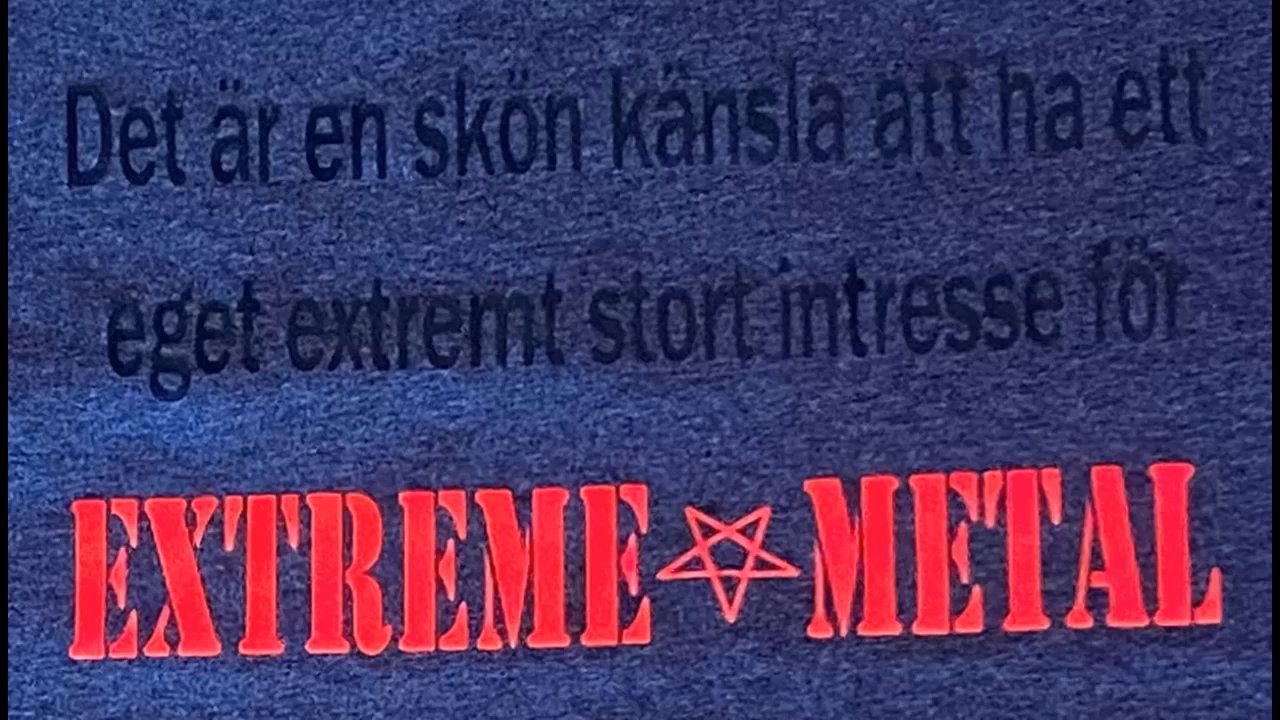 Det är en skön känsla att ha ett
eget extremt stort intresse för
EXTREME METAL